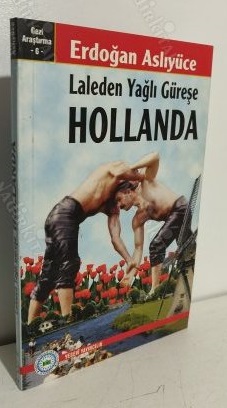 Gezi
Araştırma
- 6 -
Erdoğan Aslıyüce
Laleden Yağlı Güreşe
HOLLANDA